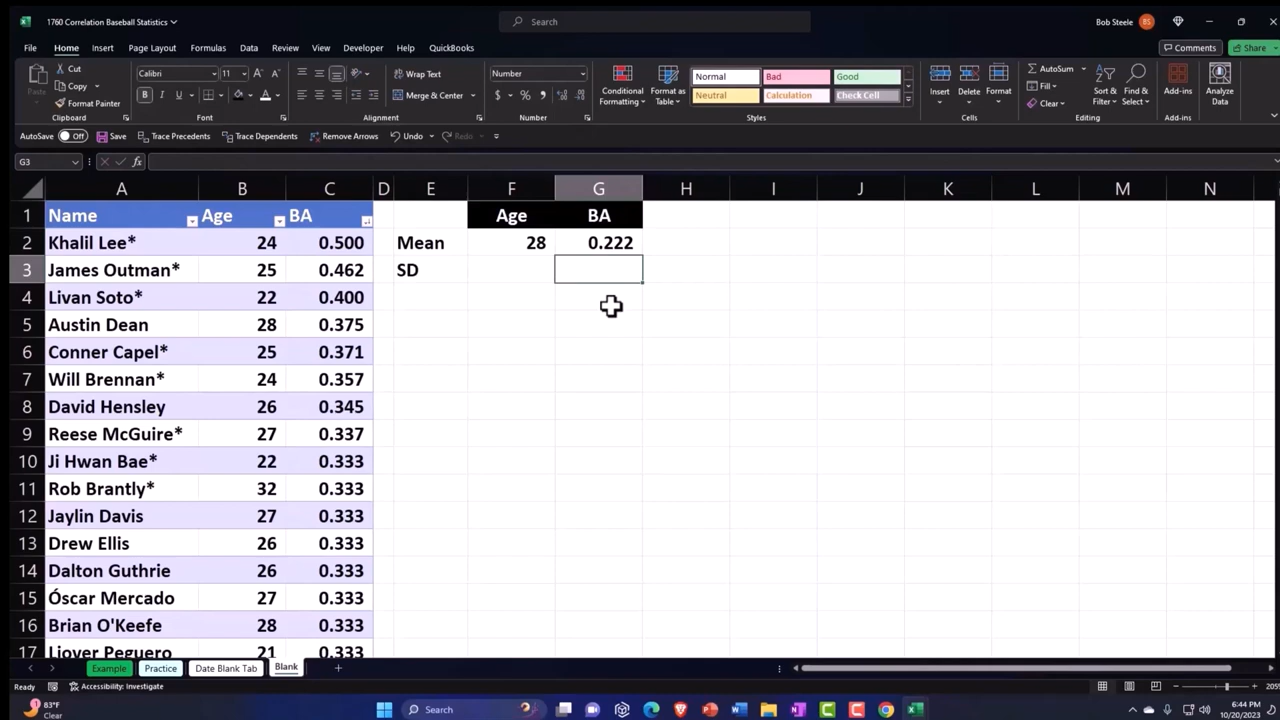 1760 Correlation Baseball Statistics
Search
Bob Steele BS
File Home Insert Page Layout Formulas Data Review View Developer Help QuickBooks Comments Share
Paste Cut Copy Format Painter
Calibri 11
B I U
Wrap Text
Merge & Center
Number
$ % 9
Conditional Formatting
Format as Table
Normal Bad Good
Neutral Calculation Check Cell
Insert Delete Format
AutoSum Fill Clear
Sort & Filter
Find & Select
Add-ins
Analyze Data
Clipboard Font Alignment Number Styles Cells Editing Add-ins
AutoSave Off Save Trace Precedents Trace Dependents Remove Arrows Undo Redo
G3 fx
A B C D E F G H I J K L M N
1 Name Age BA Age BA
2 Khalil Lee* 24 0.500 Mean 28 0.222
3 James Outman* 25 0.462 SD
4 Livan Soto* 22 0.400
5 Austin Dean 28 0.375
6 Conner Capel* 25 0.371
7 Will Brennan* 24 0.357
8 David Hensley 26 0.345
9 Reese McGuire* 27 0.337
10 Ji Hwan Bae* 22 0.333
11 Rob Brantly* 32 0.333
12 Jaylin Davis 27 0.333
13 Drew Ellis 26 0.333
14 Dalton Guthrie 26 0.333
15 Óscar Mercado 27 0.333
16 Brian O'Keefe 28 0.333
17 Liover Peguero 21 0.333
Example Practice Date Blank Tab Blank
Ready Accessibility: Investigate
83°F
Clear
Search
6:44 PM
10/20/2023